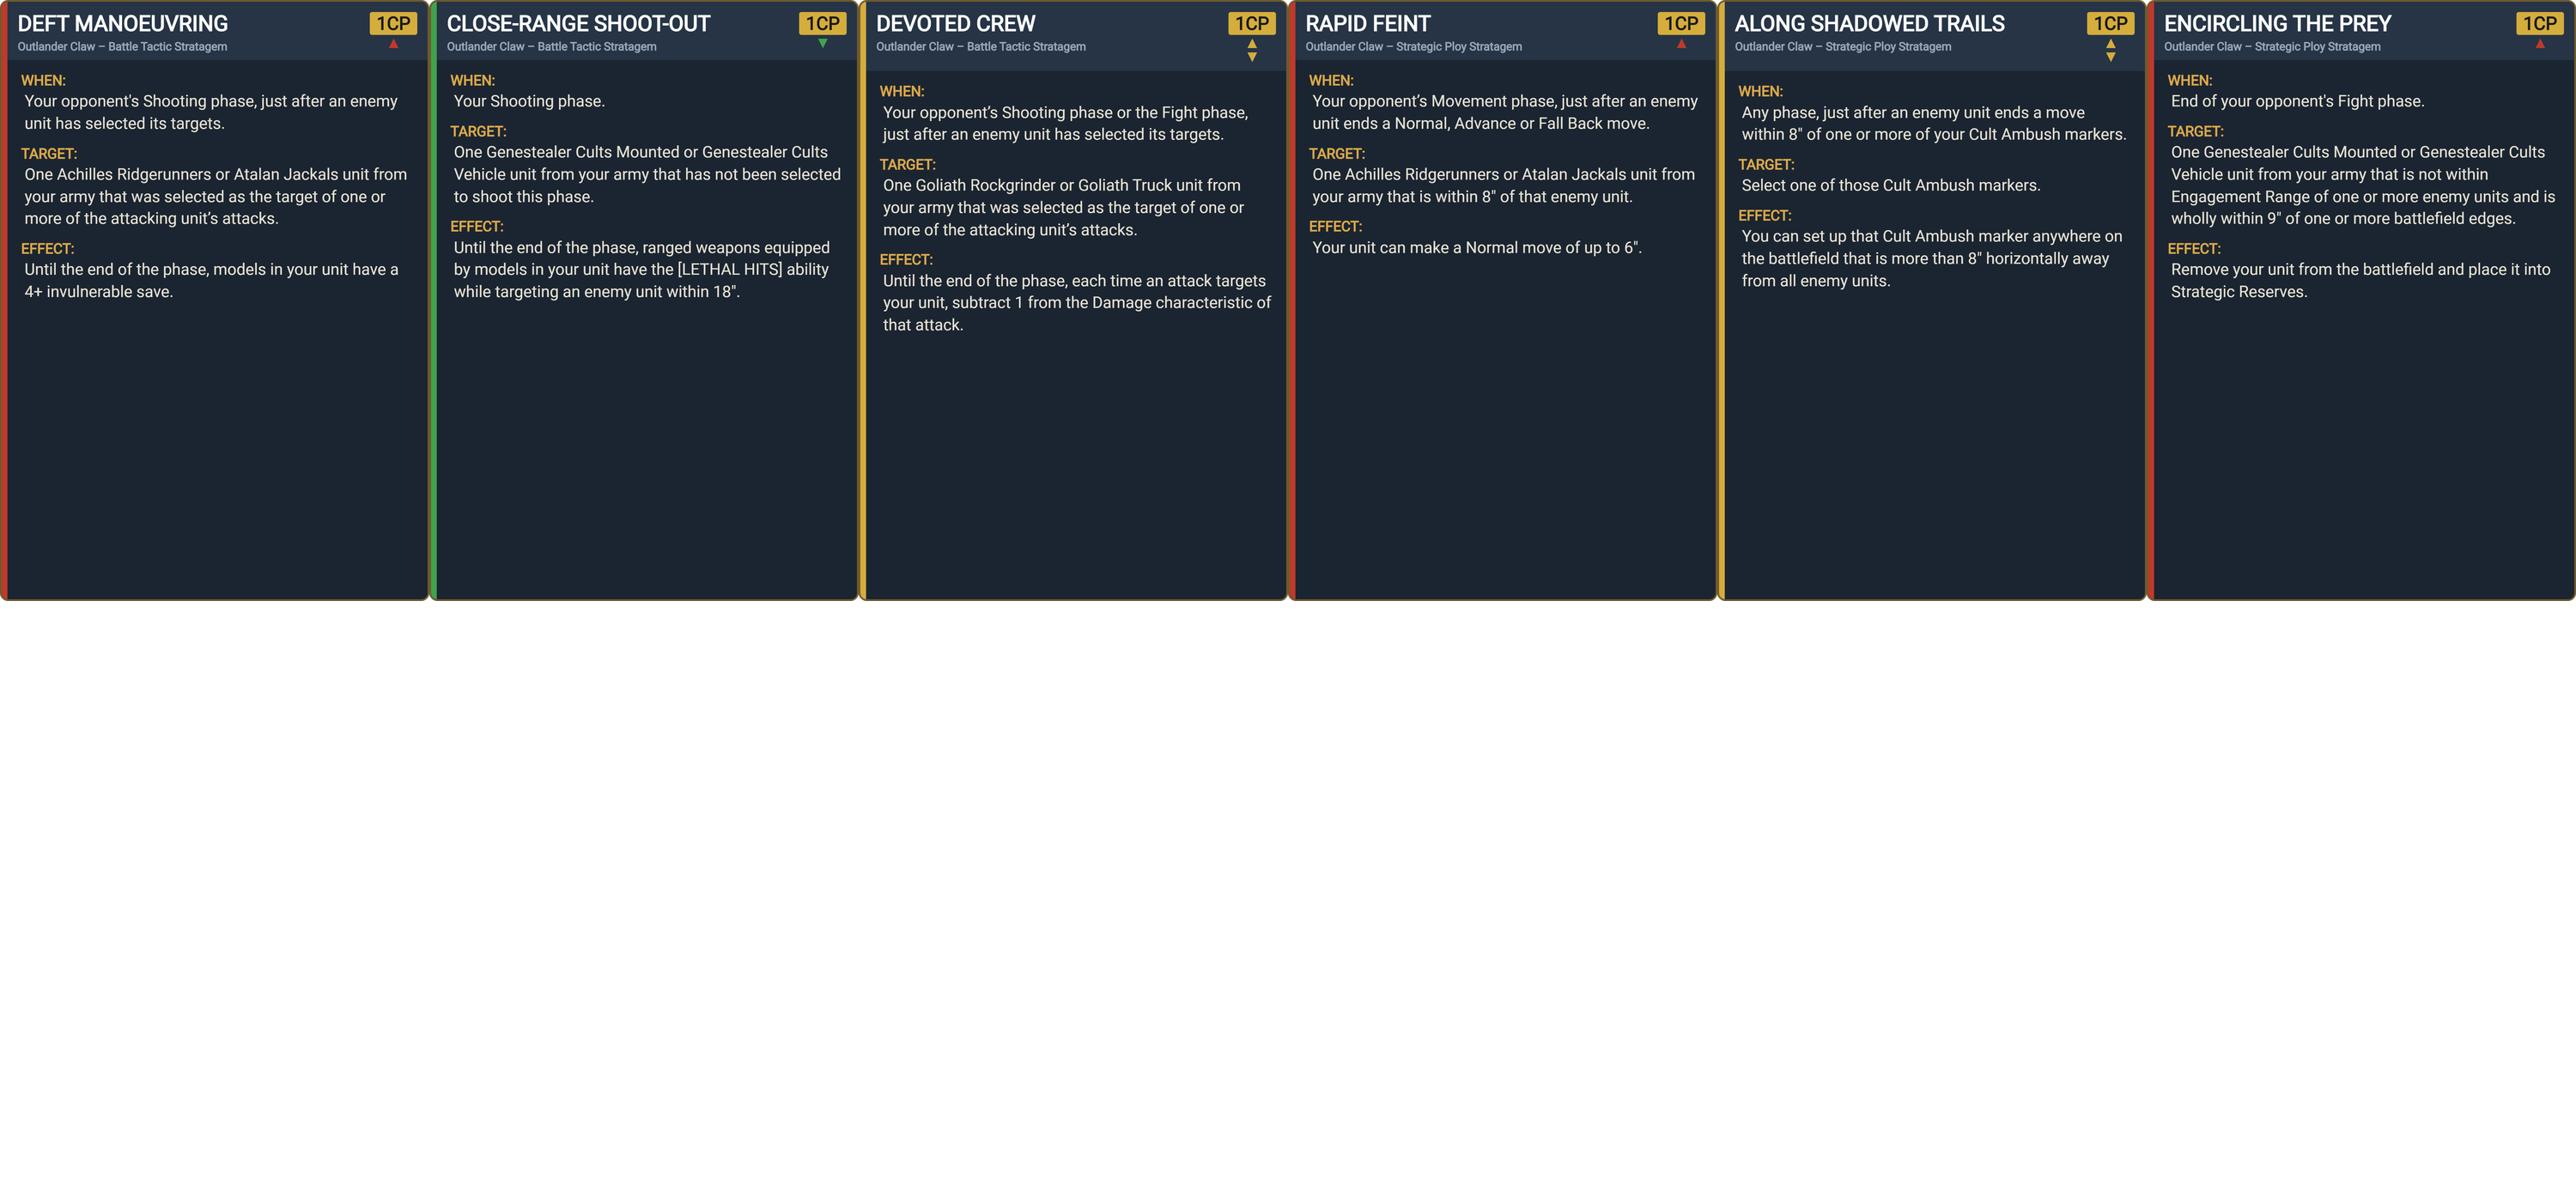 DEFT MANOEUVRING
1CP
Outlander Claw – Battle Tactic Stratagem
WHEN:
Your opponent's Shooting phase, just after an enemy
unit has selected its targets.
TARGET:
One Achilles Ridgerunners or Atalan Jackals unit from
your army that was selected as the target of one or
more of the attacking unit’s attacks.
EFFECT:
Until the end of the phase, models in your unit have a
4+ invulnerable save.
CLOSE-RANGE SHOOT-OUT
1CP
Outlander Claw – Battle Tactic Stratagem
WHEN:
Your Shooting phase.
TARGET:
One Genestealer Cults Mounted or Genestealer Cults
Vehicle unit from your army that has not been selected
to shoot this phase.
EFFECT:
Until the end of the phase, ranged weapons equipped
by models in your unit have the [LETHAL HITS] ability
while targeting an enemy unit within 18".
DEVOTED CREW
1CP
Outlander Claw – Battle Tactic Stratagem
WHEN:
Your opponent’s Shooting phase or the Fight phase,
just after an enemy unit has selected its targets.
TARGET:
One Goliath Rockgrinder or Goliath Truck unit from
your army that was selected as the target of one or
more of the attacking unit’s attacks.
EFFECT:
Until the end of the phase, each time an attack targets
your unit, subtract 1 from the Damage characteristic of
that attack.
RAPID FEINT
1CP
Outlander Claw – Strategic Ploy Stratagem
WHEN:
Your opponent’s Movement phase, just after an enemy
unit ends a Normal, Advance or Fall Back move.
TARGET:
One Achilles Ridgerunners or Atalan Jackals unit from
your army that is within 8" of that enemy unit.
EFFECT:
Your unit can make a Normal move of up to 6".
ALONG SHADOWED TRAILS
1CP
Outlander Claw – Strategic Ploy Stratagem
WHEN:
Any phase, just after an enemy unit ends a move
within 8" of one or more of your Cult Ambush markers.
TARGET:
Select one of those Cult Ambush markers.
EFFECT:
You can set up that Cult Ambush marker anywhere on
the battlefield that is more than 8" horizontally away
from all enemy units.
ENCIRCLING THE PREY
1CP
Outlander Claw – Strategic Ploy Stratagem
WHEN:
End of your opponent's Fight phase.
TARGET:
One Genestealer Cults Mounted or Genestealer Cults
Vehicle unit from your army that is not within
Engagement Range of one or more enemy units and is
wholly within 9" of one or more battlefield edges.
EFFECT:
Remove your unit from the battlefield and place it into
Strategic Reserves.